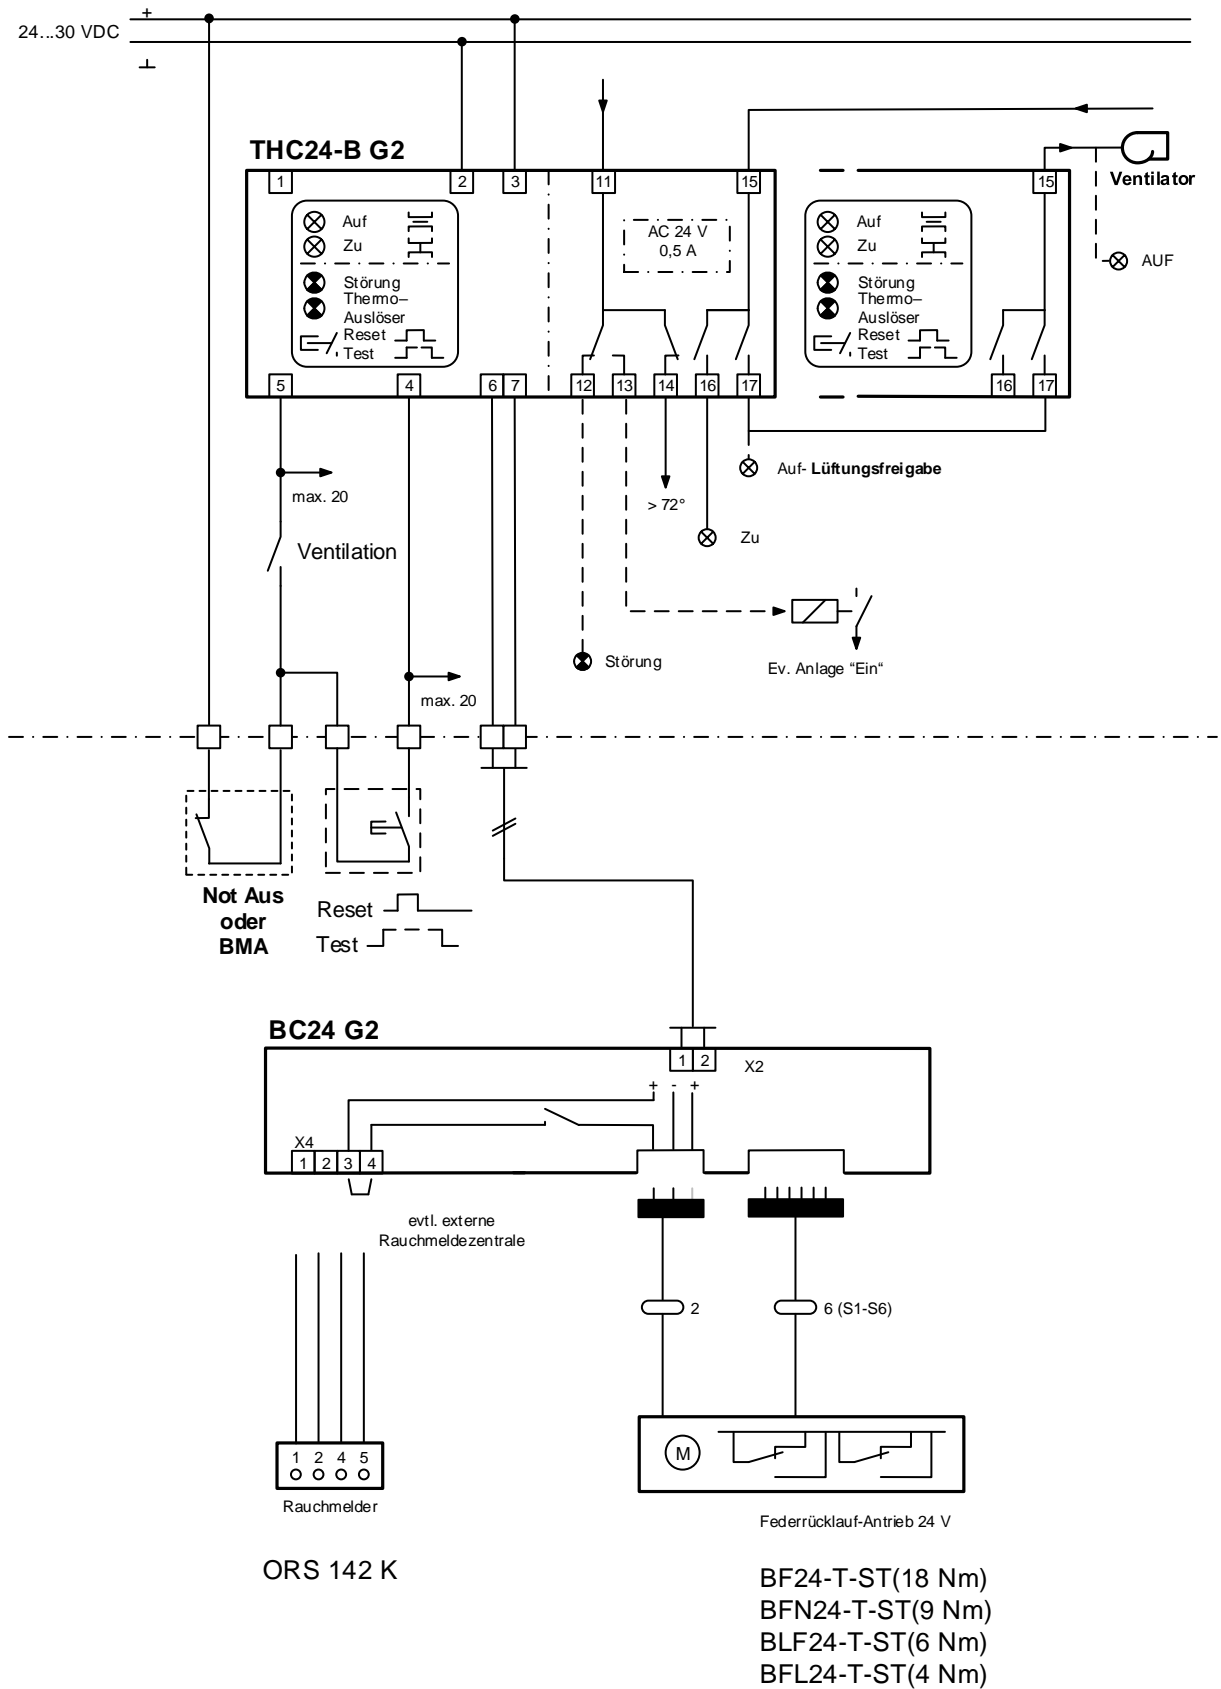 +
24...30 VDC
THC24-B G2
Ventilator
1
2
3
11
15
15
Auf
Zu
Störung
Thermo–
Auslöser
Reset
Test
AC 24 V
0,5 A
Auf
Zu
Störung
Thermo–
Auslöser
Reset
Test
AUF
5
4
6
7
12
13
14
16
17
16
17
max. 20
Auf- Lüftungsfreigabe
> 72°
Zu
Ventilation
Störung
Ev. Anlage “Ein“
max. 20
Not Aus
oder
BMA
Reset
Test
BC24 G2
1
2
X2
+ - +
X4
1
2
3
4
evtl. externe
Rauchmeldezentrale
2
6 (S1-S6)
M
1
2
4
5
Rauchmelder
Federrücklauf-Antrieb 24 V
ORS 142 K
BF24-T-ST(18 Nm)
BFN24-T-ST(9 Nm)
BLF24-T-ST(6 Nm)
BFL24-T-ST(4 Nm)